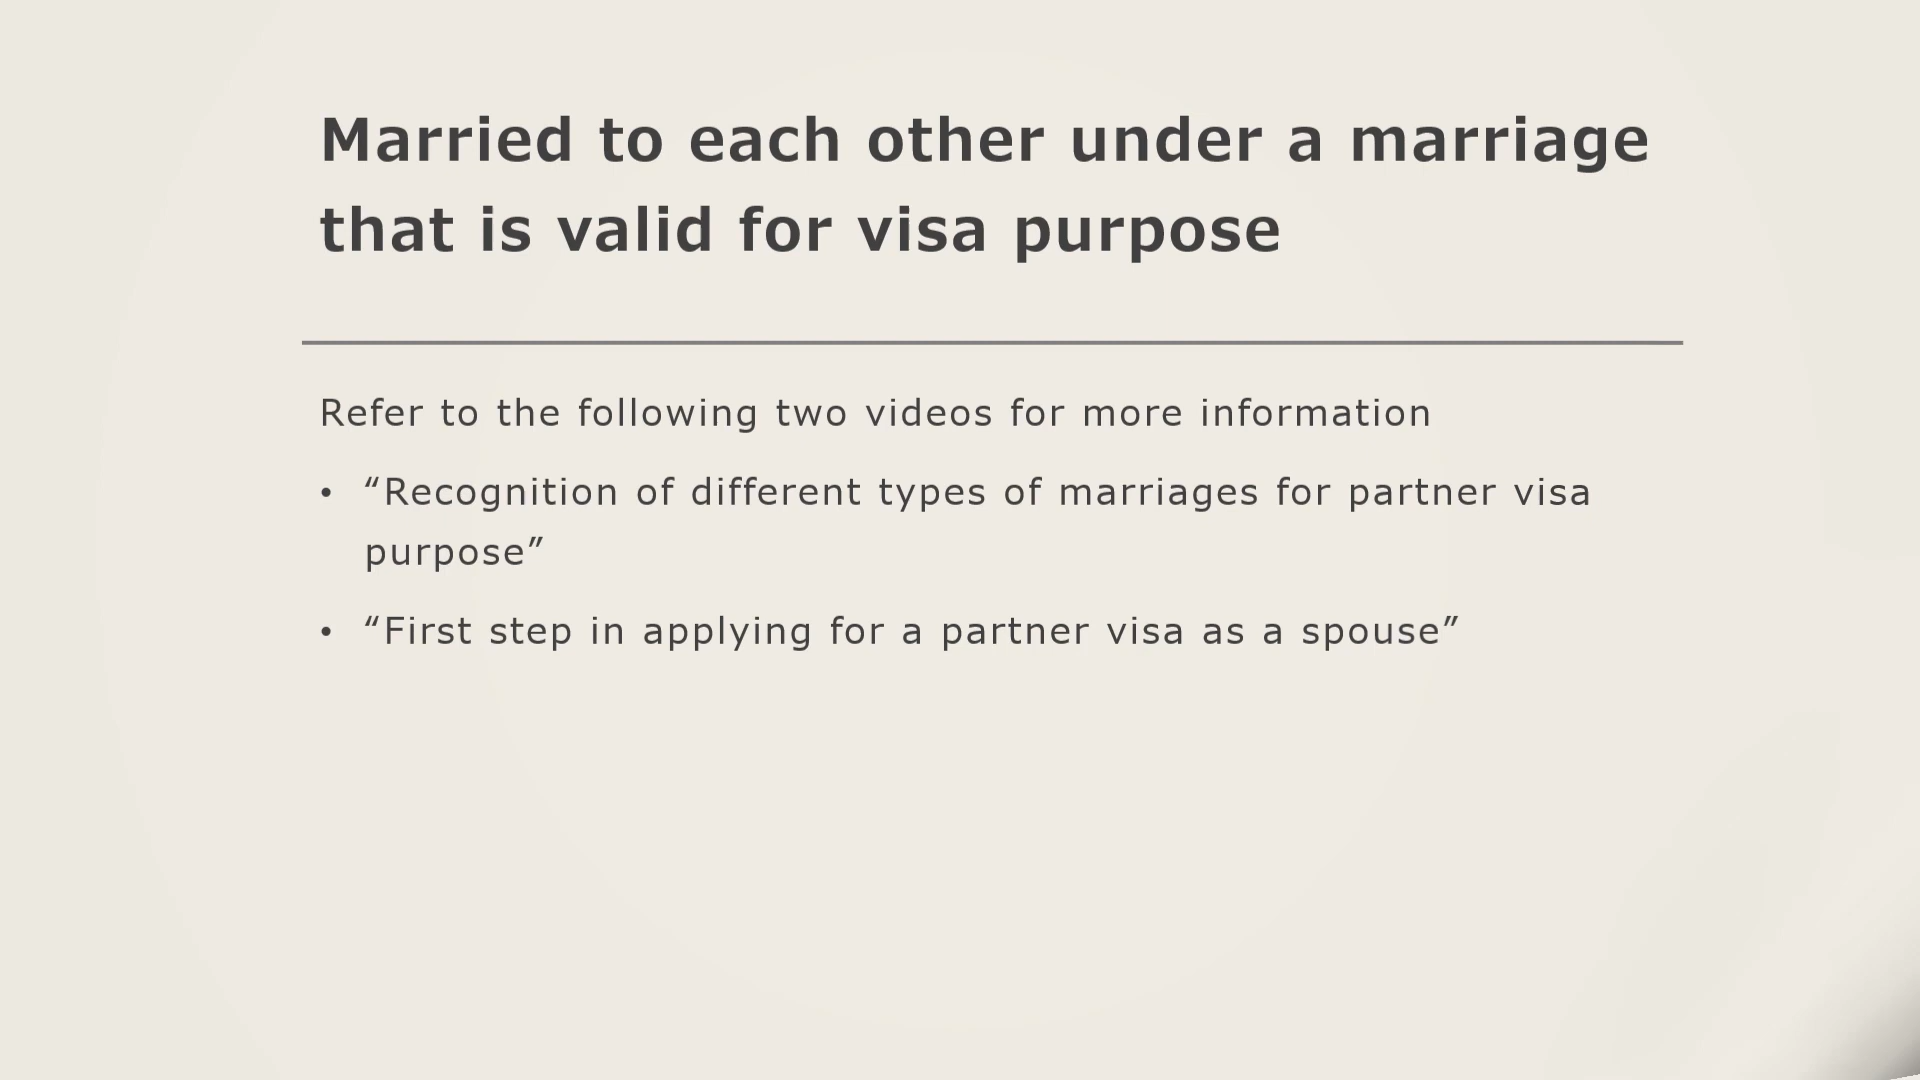 Married to each other under a marriage
that is valid for visa purpose
Refer to the following two videos for more information
• “Recognition of different types of marriages for partner visa
purpose”
• “First step in applying for a partner visa as a spouse”